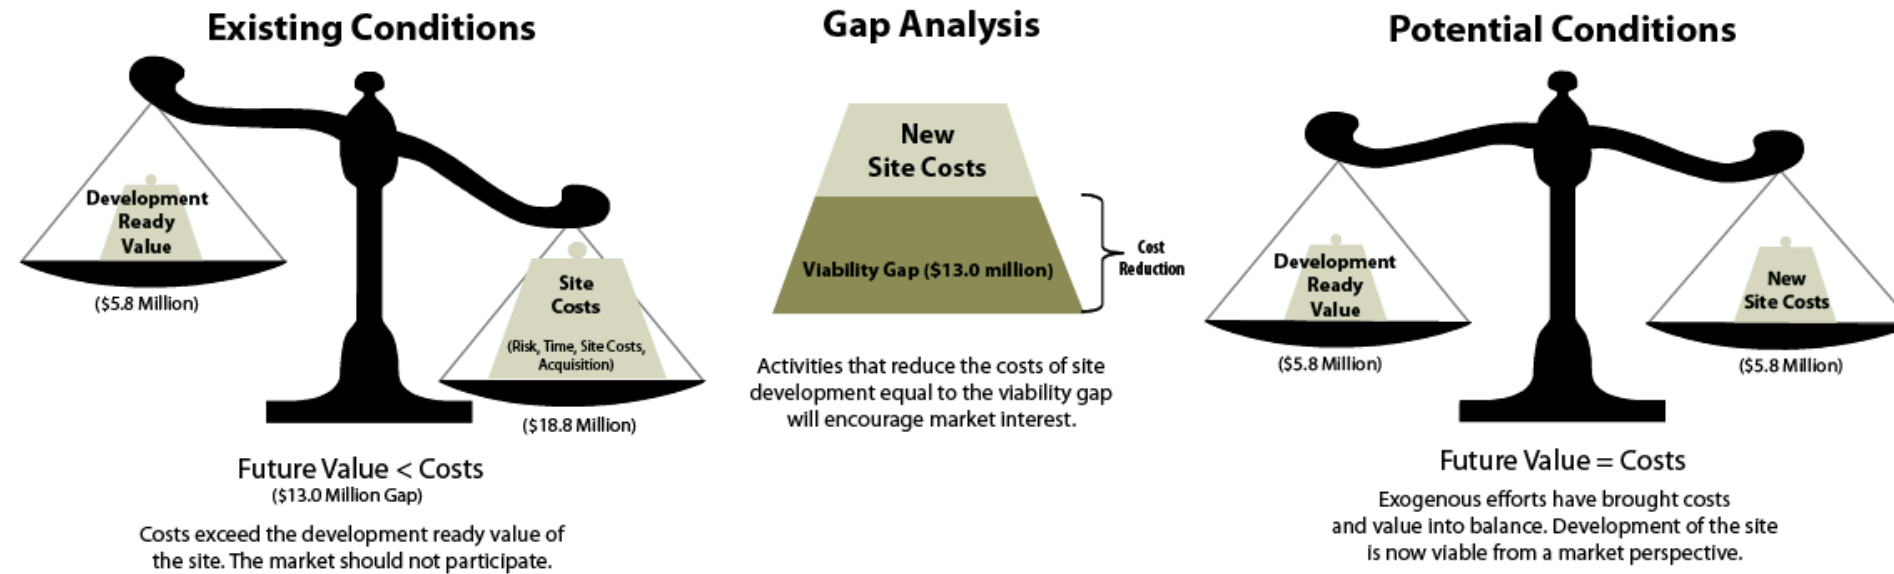 Existing Conditions
Development
Ready
Value
($5.8 Million)
Site
Costs
(Risk, Time, Site Costs,
Acquisition)
($18.8 Million)
Future Value < Costs
($13.0 Million Gap)
Costs exceed the development ready value of
the site. The market should not participate.
Gap Analysis
New
Site Costs
Viability Gap ($13.0 million)
Cost
Reduction
Activities that reduce the costs of site
development equal to the viability gap
will encourage market interest.
Potential Conditions
Development
Ready
Value
($5.8 Million)
New
Site Costs
($5.8 Million)
Future Value = Costs
Exogenous efforts have brought costs
and value into balance. Development of the site
is now viable from a market perspective.